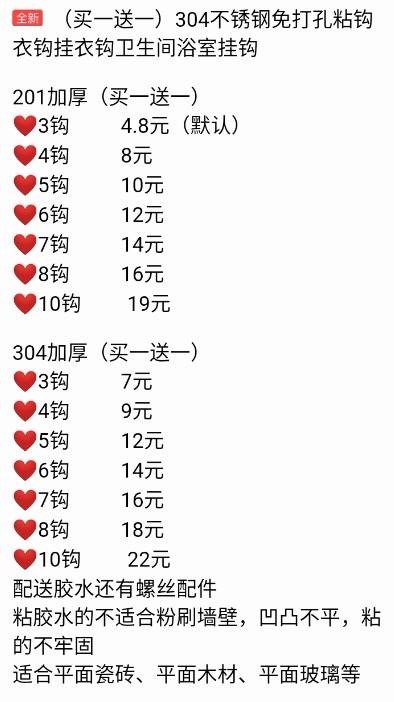 全新 （买一送一）304不锈钢免打孔粘钩
衣钩挂衣钩卫生间浴室挂钩
201加厚（买一送一）
❤️3钩 4.8元（默认）
❤️4钩 8元
❤️5钩 10元
❤️6钩 12元
❤️7钩 14元
❤️8钩 16元
❤️10钩 19元
304加厚（买一送一）
❤️3钩 7元
❤️4钩 9元
❤️5钩 12元
❤️6钩 14元
❤️7钩 16元
❤️8钩 18元
❤️10钩 22元
配送胶水还有螺丝配件
粘胶水的不适合粉刷墙壁，凹凸不平，粘
的不牢固
适合平面瓷砖、平面木材、平面玻璃等